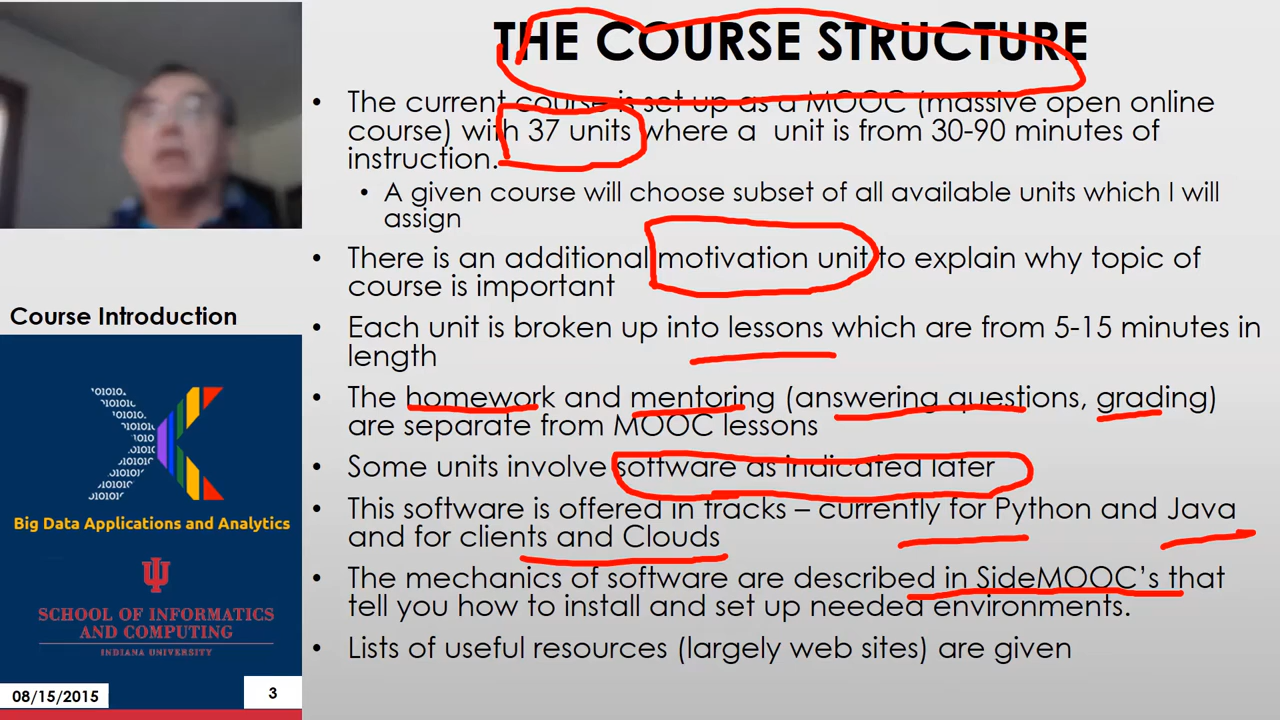 THE COURSE STRUCTURE
• The current course is set up as a MOOC (massive open online
course) with 37 units where a unit is from 30-90 minutes of
instruction.
• A given course will choose subset of all available units which I will
assign
• There is an additional motivation unit to explain why topic of
course is important
• Each unit is broken up into lessons which are from 5-15 minutes in
length
• The homework and mentoring (answering questions, grading)
are separate from MOOC lessons
• Some units involve software as indicated later
• This software is offered in tracks – currently for Python and Java
and for clients and Clouds
• The mechanics of software are described in SideMOOC's that
tell you how to install and set up needed environments.
• Lists of useful resources (largely web sites) are given
Course Introduction
Big Data Applications and Analytics
SCHOOL OF INFORMATICS
AND COMPUTING
INDIANA UNIVERSITY
08/15/2015
3